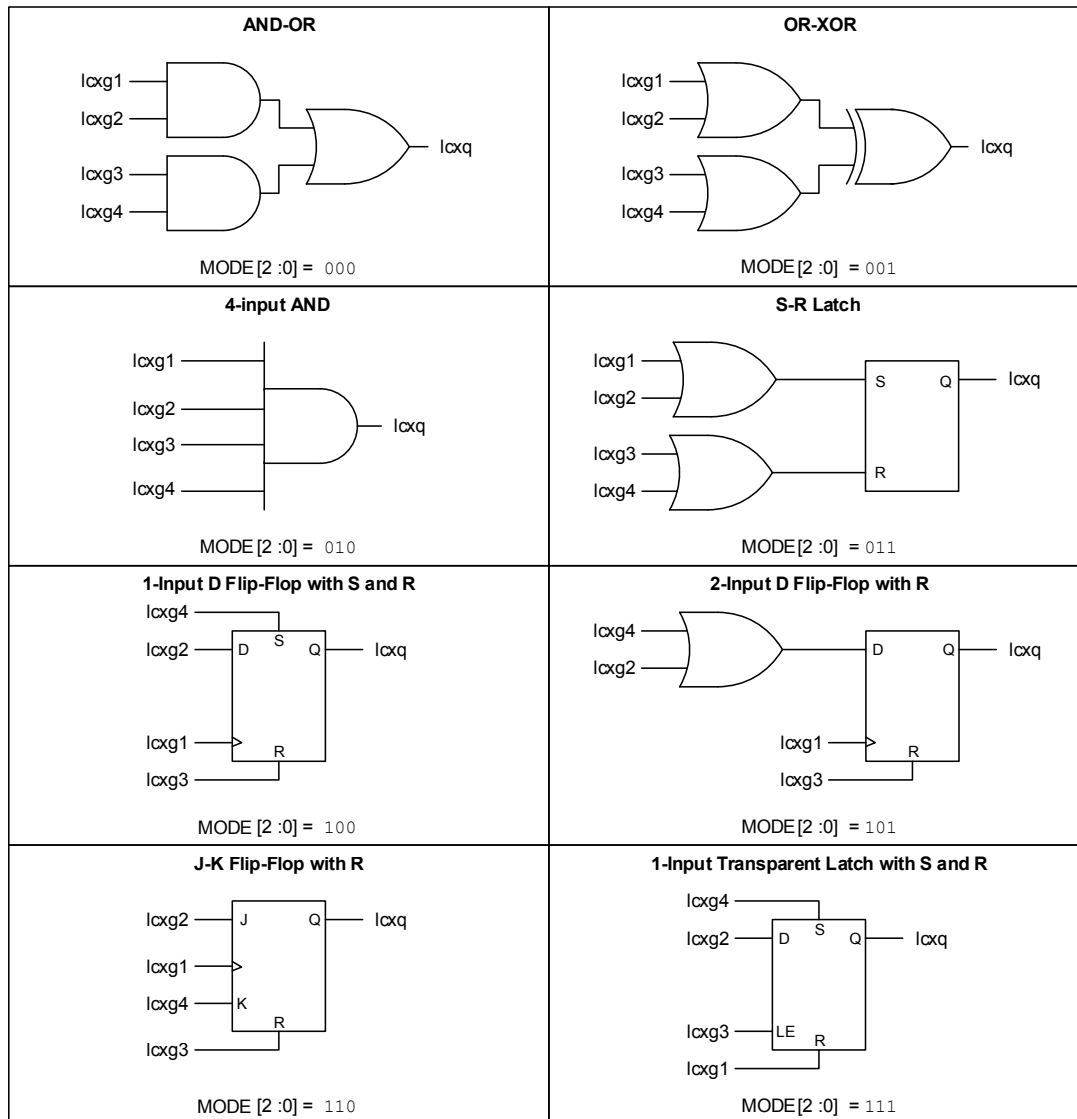 AND-OR
lcxg1
lcxg2
lcxg3
lcxg4
lcxq
MODE [2 :0] = 000
OR-XOR
lcxg1
lcxg2
lcxg3
lcxg4
lcxq
MODE [2 :0] = 001
4-input AND
lcxg1
lcxg2
lcxg3
lcxg4
lcxq
MODE [2 :0] = 010
S-R Latch
lcxg1
lcxg2
lcxg3
lcxg4
S
Q
lcxq
R
MODE [2 :0] = 011
1-Input D Flip-Flop with S and R
lcxg4
S
lcxg2
D
Q
lcxq
lcxg1
R
lcxg3
MODE [2 :0] = 100
2-Input D Flip-Flop with R
lcxg4
lcxg2
D
Q
lcxq
lcxg1
R
lcxg3
MODE [2 :0] = 101
J-K Flip-Flop with R
lcxg2
J
Q
lcxq
lcxg1
lcxg4
K
R
lcxg3
MODE [2 :0] = 110
1-Input Transparent Latch with S and R
lcxg4
S
lcxg2
D
Q
lcxq
lcxg3
LE
R
lcxg1
MODE [2 :0] = 111